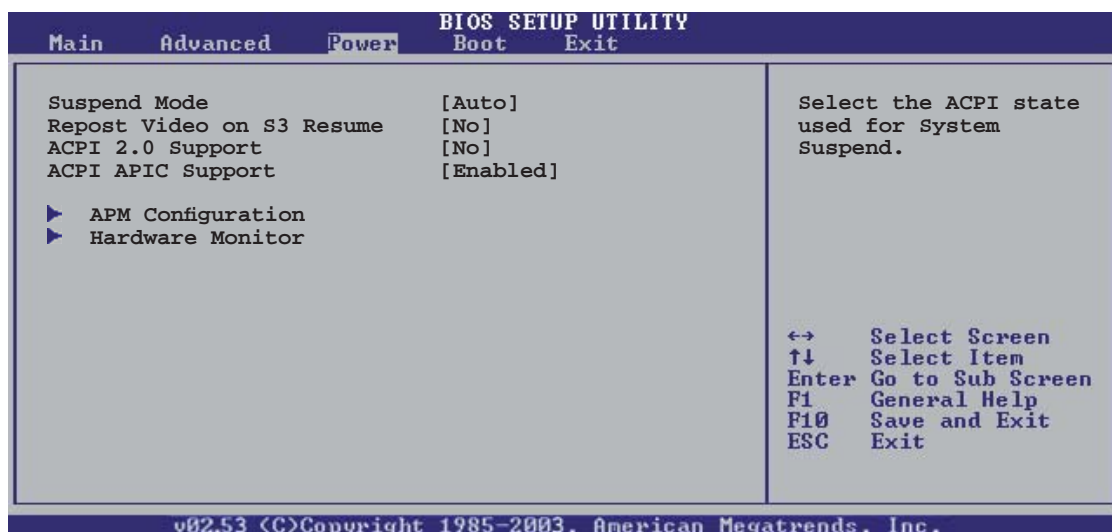 BIOS SETUP UTILITY
Main Advanced Power Boot Exit
Suspend Mode [Auto]
Repost Video on S3 Resume [No]
ACPI 2.0 Support [No]
ACPI APIC Support [Enabled]
APM Configuration
Hardware Monitor
Select the ACPI state
used for System
Suspend.
←→ Select Screen
↑↓ Select Item
Enter Go to Sub Screen
F1 General Help
F10 Save and Exit
ESC Exit
v02.53 (C)Copyright 1985-2003, American Megatrends, Inc.